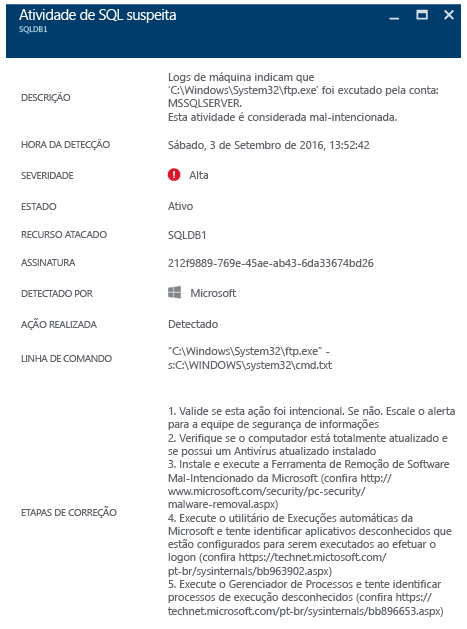 Atividade de SQL suspeita
SQLDB1
DESCRIÇÃO
Logs de máquina indicam que
'C:\Windows\System32\ftp.exe' foi excutado pela conta:
MSSQLSERVER.
Esta atividade é considerada mal-intencionada.
HORA DA DETECÇÃO
Sábado, 3 de Setembro de 2016, 13:52:42
SEVERIDADE
Alta
ESTADO
Ativo
RECURSO ATACADO
SQLDB1
ASSINATURA
212f9889-769e-45ae-ab43-6da33674bd26
DETECTADO POR
Microsoft
AÇÃO REALIZADA
Detectado
LINHA DE COMANDO
"C:\Windows\System32\ftp.exe" -
s:C:\WINDOWS\system32\cmd.txt
ETAPAS DE CORREÇÃO
1. Valide se esta ação foi intencional. Se não. Escale o alerta
para a equipe de segurança de informações
2. Verifique se o computador está totalmente atualizado e
se possui um Antivírus atualizado instalado
3. Instale e execute a Ferramenta de Remoção de Software
Mal-Intencionado da Microsoft (confira http://
www.microsoft.com/security/pc-security/
malware-removal.aspx)
4. Execute o utilitário de Execuções automáticas da
Microsoft e tente identificar aplicativos desconhecidos que
estão configurados para serem executados ao efetuar o
logon (confira https://technet.mictosoft.com/
pt-br/sysinternals/bb963902.aspx)
5. Execute o Gerenciador de Processos e tente identificar
processos de execução desconhecidos (confira https://
technet.microsoft.com/pt-br/sysinternals/bb896653.aspx)